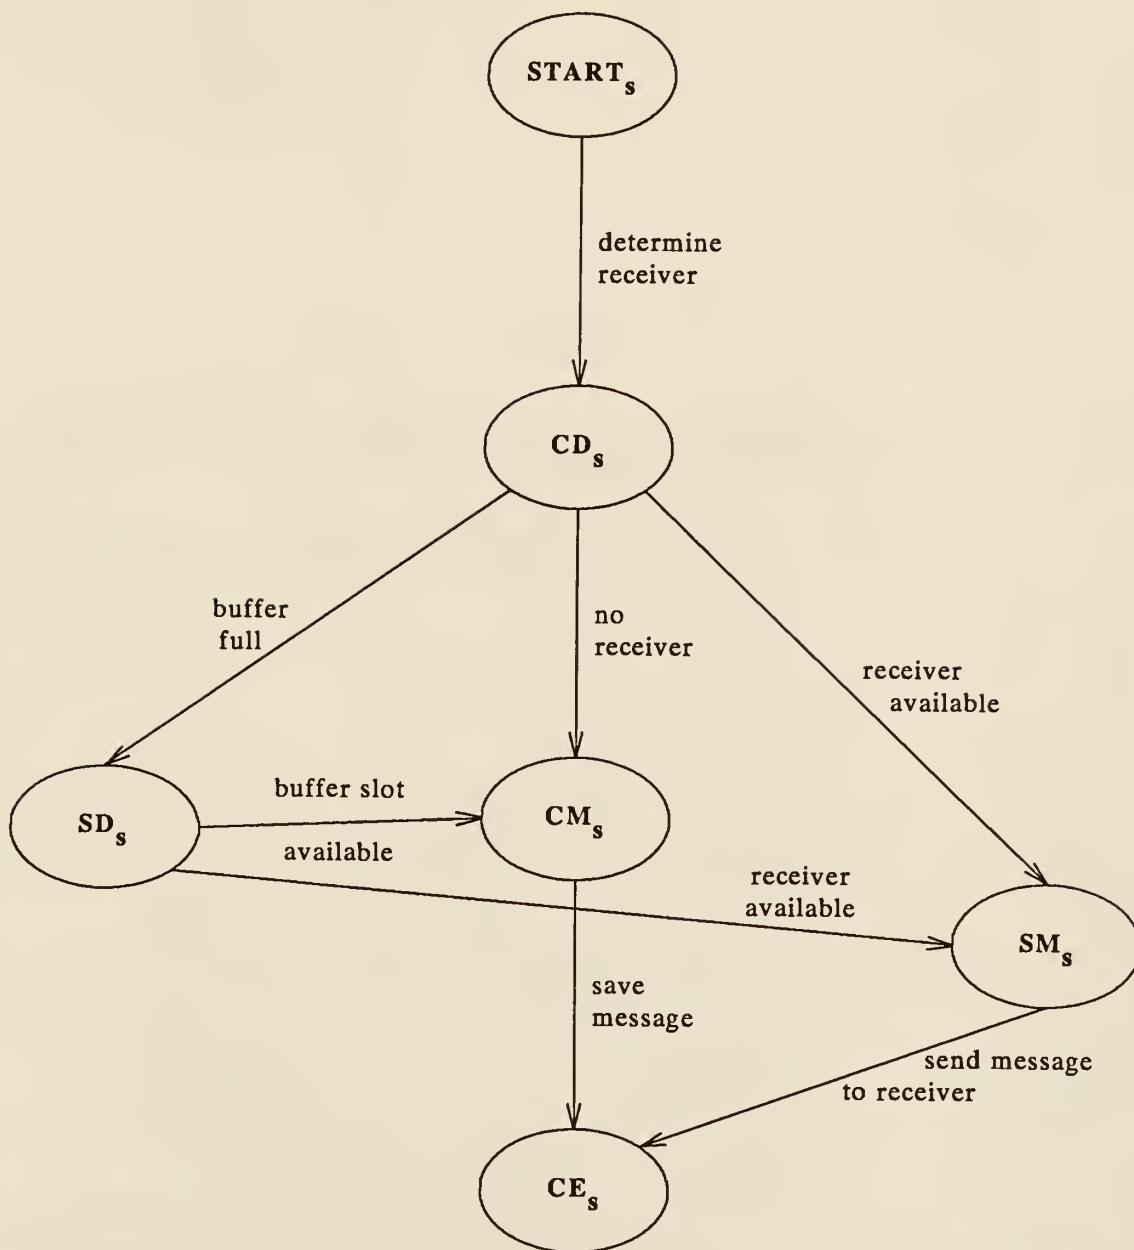 START_s
determine
receiver
CD_s
buffer
full
no
receiver
receiver
available
buffer slot
SD_s
CM_s
available
receiver
available
SM_s
save
message
send message
to receiver
CE_s